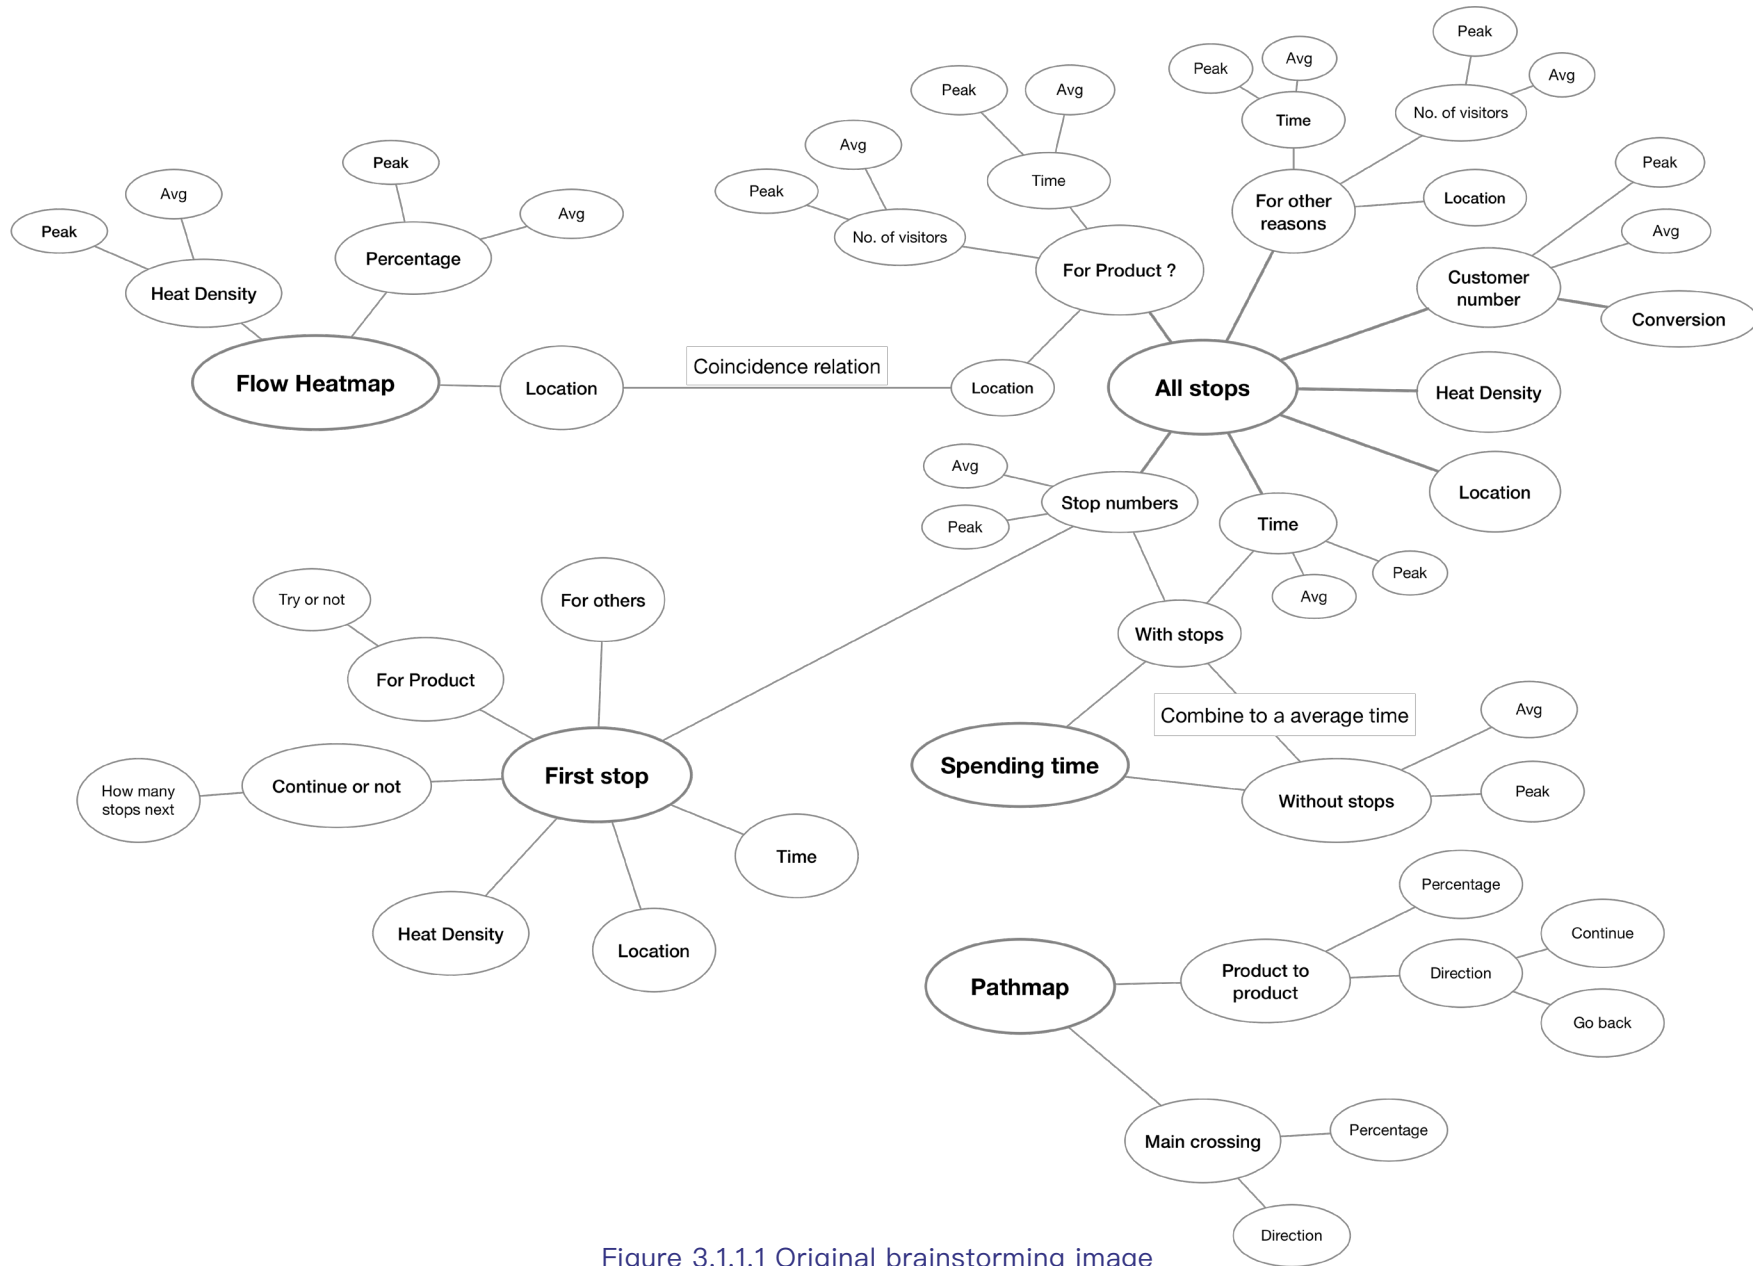 Peak
Avg
Peak
Avg
No. of visitors
Time
Peak
Avg
Peak
Avg
Heat Density
Peak
Percentage
Avg
Peak
Avg
No. of visitors
Peak
Avg
Time
For Product ?
For other
reasons
Location
Peak
Avg
Customer
number
Conversion
Flow Heatmap
Location
Coincidence relation
Location
All stops
Heat Density
Location
Avg
Peak
Stop numbers
Time
Avg
Peak
With stops
Combine to a average time
Spending time
Without stops
Avg
Peak
Try or not
For Product
For others
How many
stops next
Continue or not
First stop
Time
Heat Density
Location
Pathmap
Product to
product
Percentage
Direction
Continue
Go back
Main crossing
Percentage
Direction
Figure 3.1.1.1 Original brainstorming image